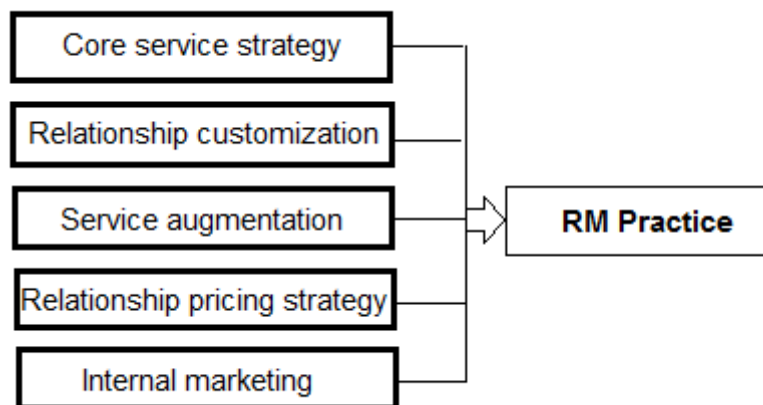 Core service strategy
Relationship customization
Service augmentation
RM Practice
Relationship pricing strategy
Internal marketing